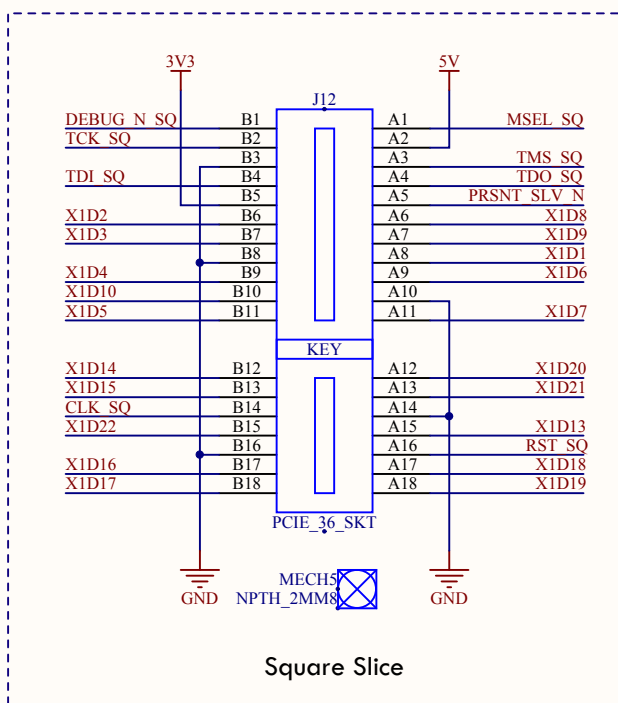 3V3 5V
J12
DEBUG_N_SQ B1 A1 MSEL_SQ
TCK_SQ B2 A2
B3 A3 TMS_SQ
TDI_SQ B4 A4 TDO_SQ
B5 A5 PRSNT_SLV_N
X1D2 B6 A6 X1D8
X1D3 B7 A7 X1D9
B8 A8 X1D1
X1D4 B9 A9 X1D6
X1D10 B10 A10
X1D5 B11 A11 X1D7
KEY
X1D14 B12 A12 X1D20
X1D15 B13 A13 X1D21
CLK_SQ B14 A14
X1D22 B15 A15 X1D13
B16 A16 RST_SQ
X1D16 B17 A17 X1D18
X1D17 B18 A18 X1D19
PCIE_36_SKT
MECH5
GND NPTH_2MM8 GND
Square Slice